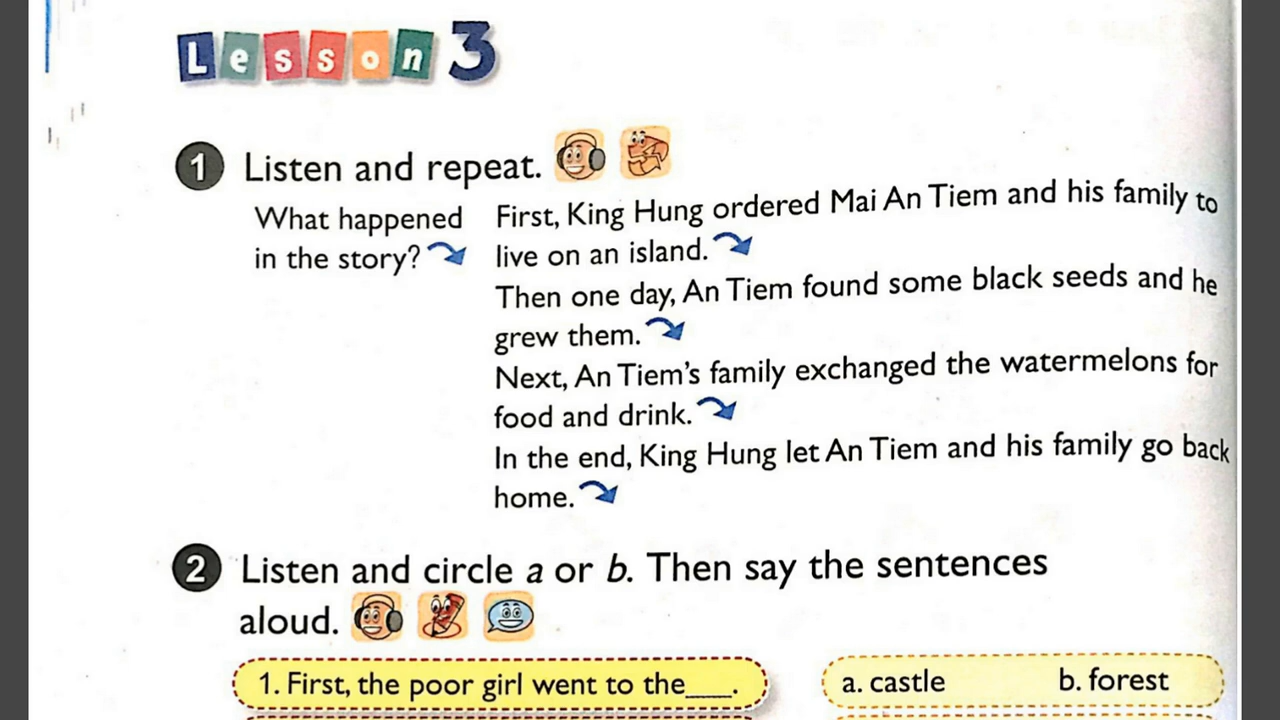 Lesson 3
1 Listen and repeat.
What happened
in the story?
First, King Hung ordered Mai An Tiem and his family to
live on an island.
Then one day, An Tiem found some black seeds and he
grew them.
Next, An Tiem's family exchanged the watermelons for
food and drink.
In the end, King Hung let An Tiem and his family go back
home.
2 Listen and circle a or b. Then say the sentences
aloud.
1. First, the poor girl went to the___.
a. castle b. forest